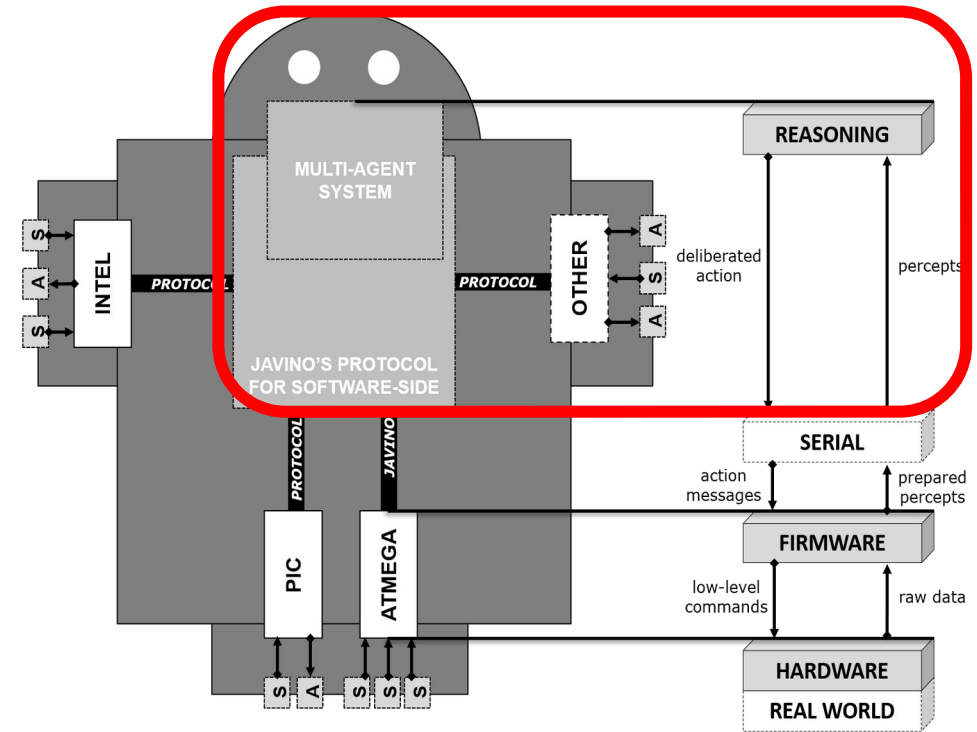 REASONING
MULTI-AGENT
SYSTEM
deliberated
action
percepts
S
A
S
INTEL
PROTOCOL
PROTOCOL
OTHER
A
S
A
JAVINO'S PROTOCOL
FOR SOFTWARE-SIDE
PROTOCOL
JAVINO
SERIAL
action
messages
prepared
percepts
PIC
ATMEGA
FIRMWARE
low-level
commands
raw data
S
A
S
S
S
HARDWARE
REAL WORLD